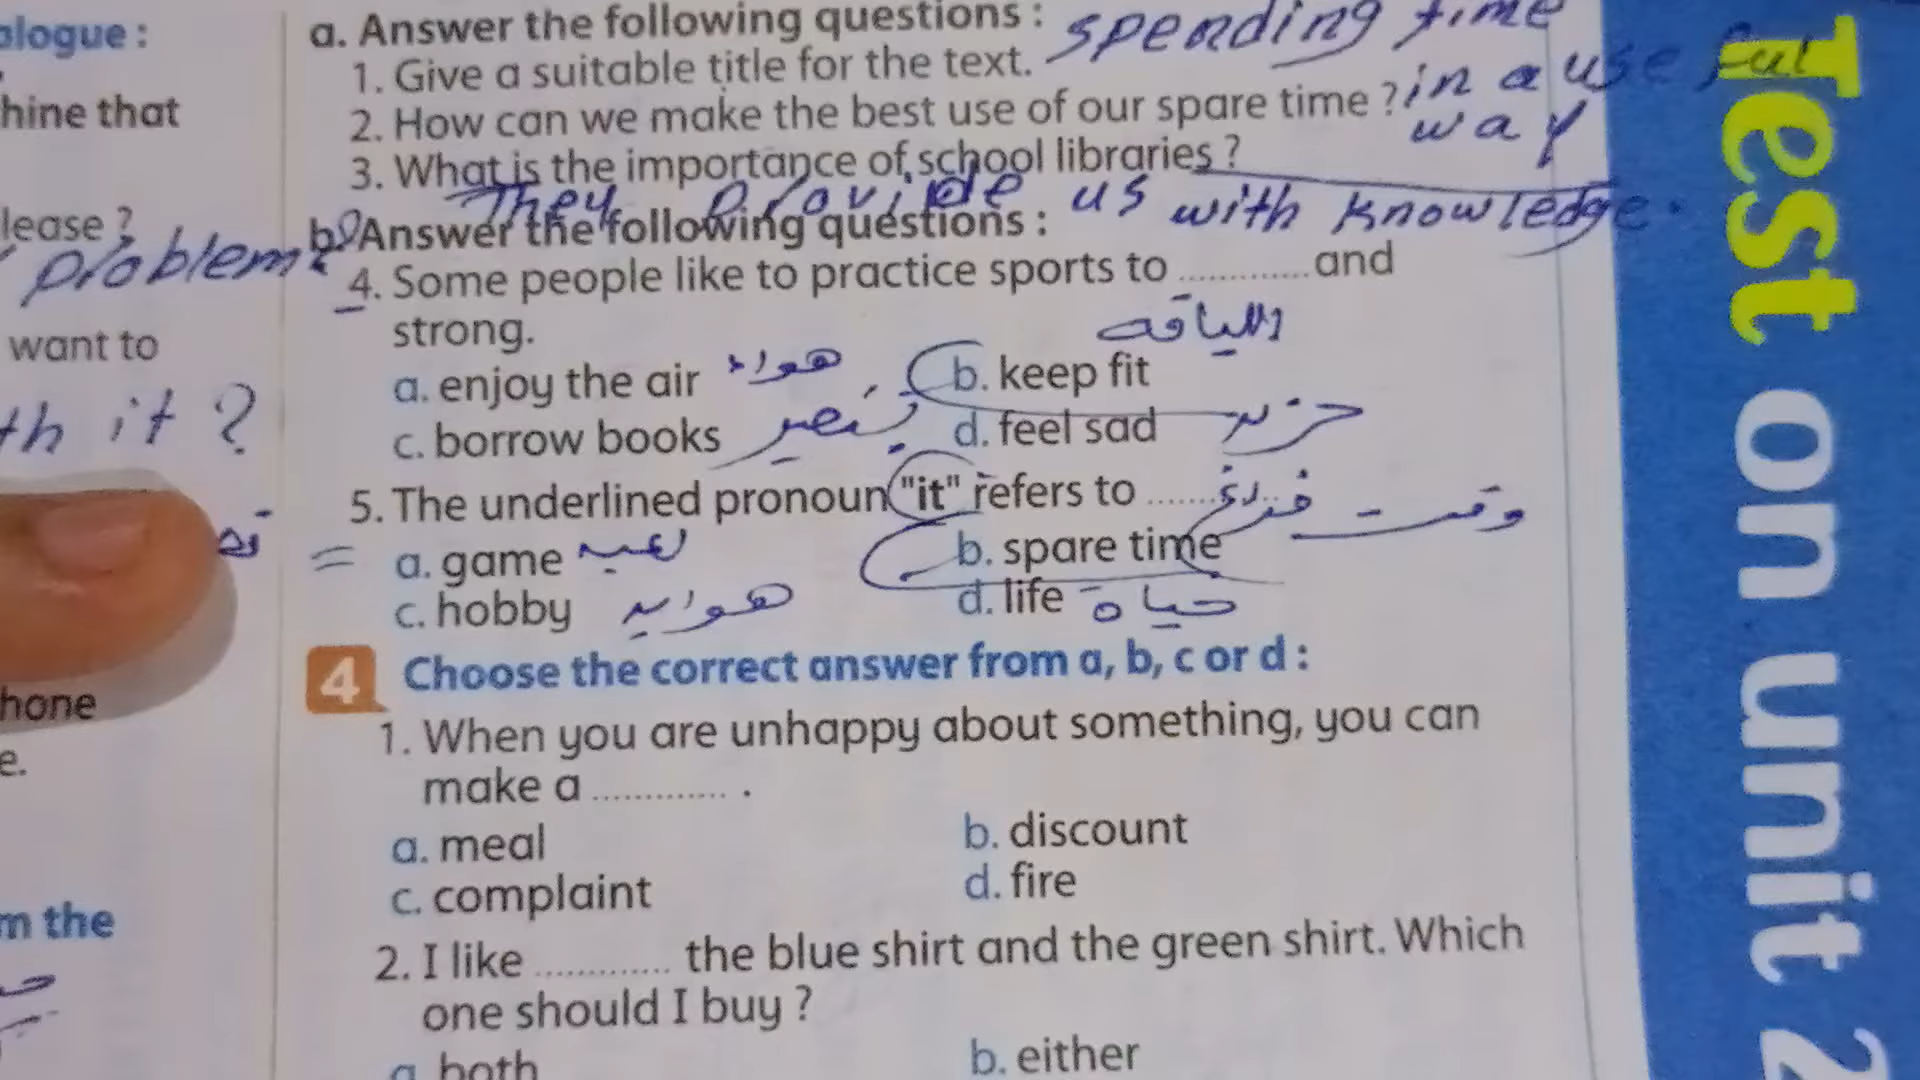 alogue :
hine that
lease ?
problem
want to
th it ?
hone
e.
m the
a. Answer the following questions : spending time
1. Give a suitable title for the text. in a useful
2. How can we make the best use of our spare time ? way
3. What is the importance of school libraries ?
They provide us with knowledge.
b. Answer the following questions :
4. Some people like to practice sports to ............ and
strong. اللياقه
a. enjoy the air هواء b. keep fit
c. borrow books d. feel sad حزين
5. The underlined pronoun "it" refers to ............ وقت فراغ
a. game لعبه b. spare time
c. hobby هوايه d. life حياة
4 Choose the correct answer from a, b, c or d :
1. When you are unhappy about something, you can
make a ............. .
a. meal b. discount
c. complaint d. fire
2. I like ............. the blue shirt and the green shirt. Which
one should I buy ?
a. both b. either
Test on unit 2